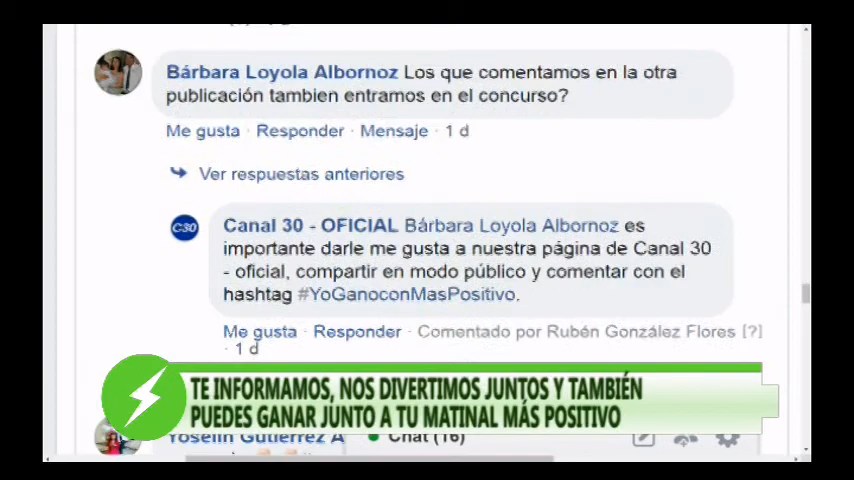 Bárbara Loyola Albornoz Los que comentamos en la otra
publicación tambien entramos en el concurso?
Me gusta · Responder · Mensaje · 1 d
Ver respuestas anteriores
C30
Canal 30 - OFICIAL Bárbara Loyola Albornoz es
importante darle me gusta a nuestra página de Canal 30
- oficial, compartir en modo público y comentar con el
hashtag #YoGanoconMasPositivo.
Me gusta · Responder · Comentado por Rubén González Flores [?]
· 1 d
TE INFORMAMOS, NOS DIVERTIMOS JUNTOS Y TAMBIÉN
PUEDES GANAR JUNTO A TU MATINAL MÁS POSITIVO
Yoselin Gutierrez A
Chat (16)